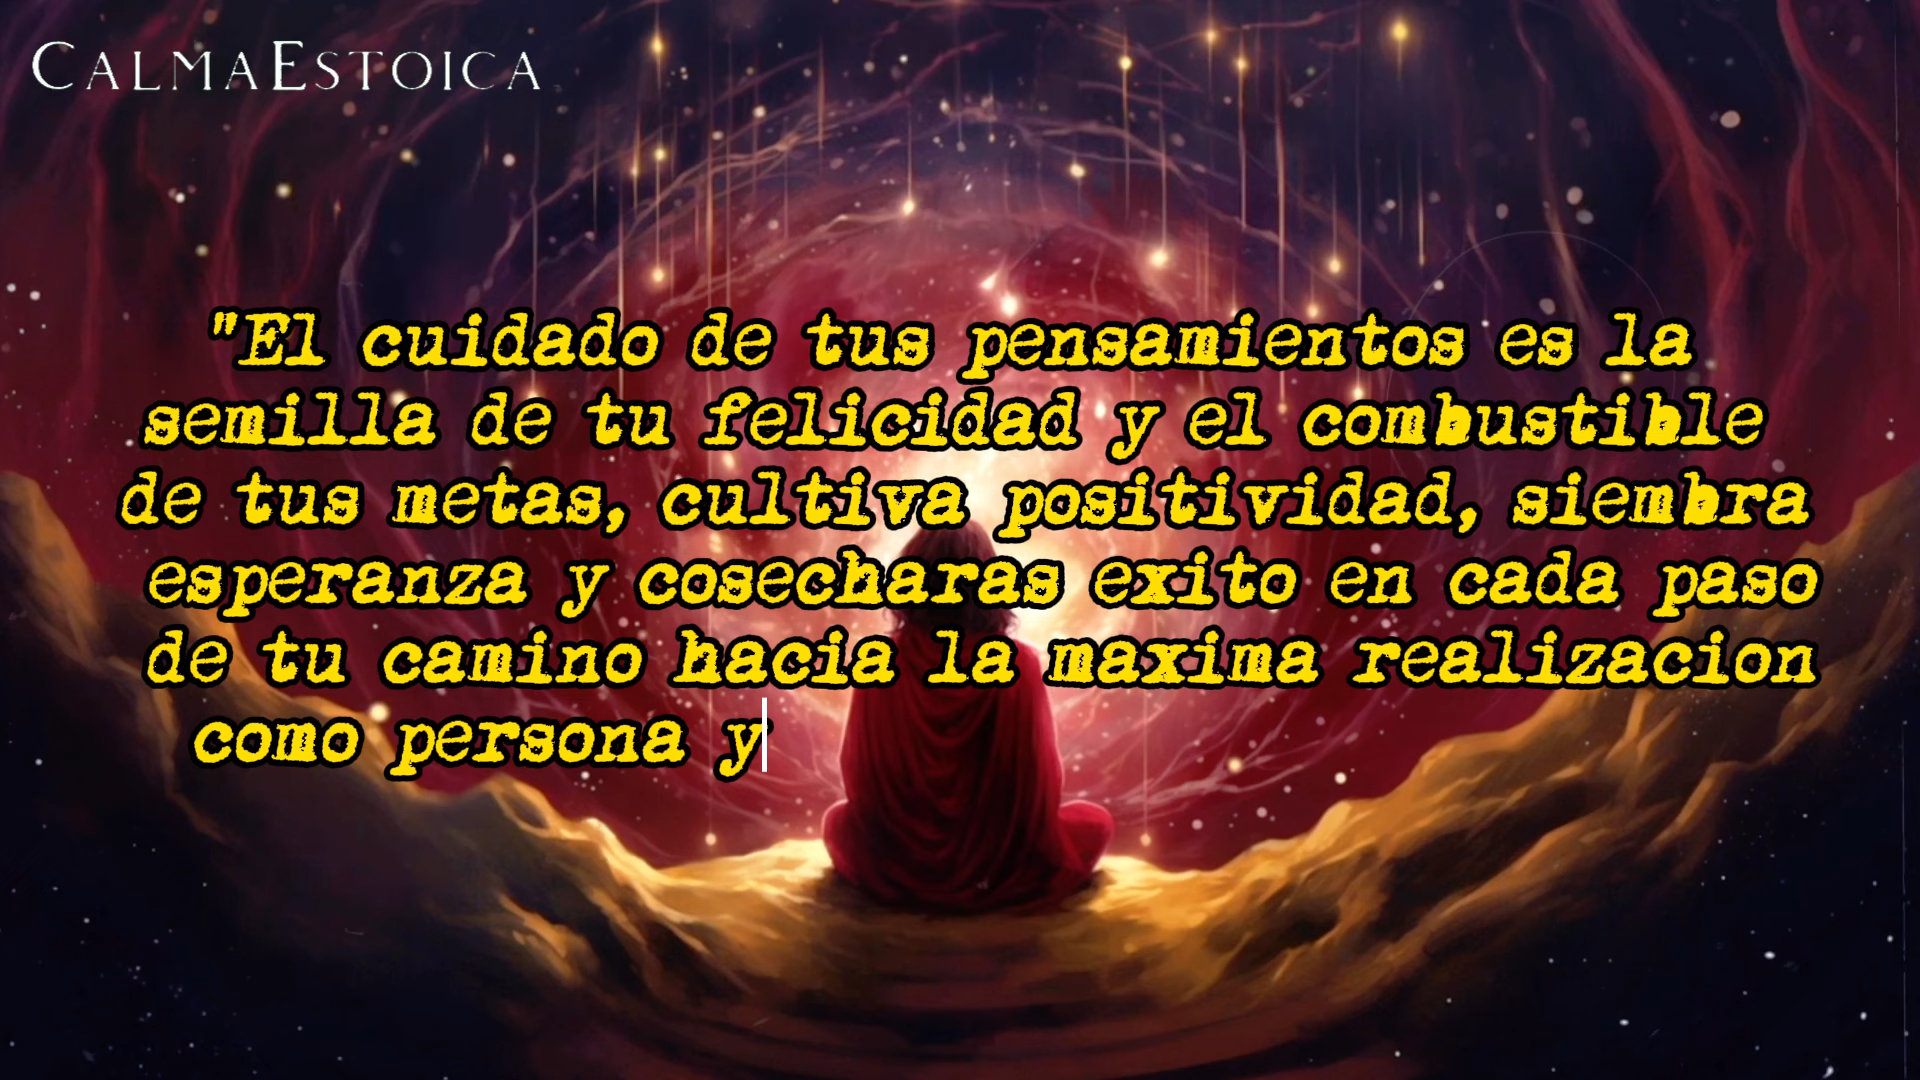 CALMAESTOICA
"El cuidado de tus pensamientos es la
semilla de tu felicidad y el combustible
de tus metas, cultiva positividad, siembra
esperanza y cosecharas exito en cada paso
de tu camino hacia la maxima realizacion
como persona y